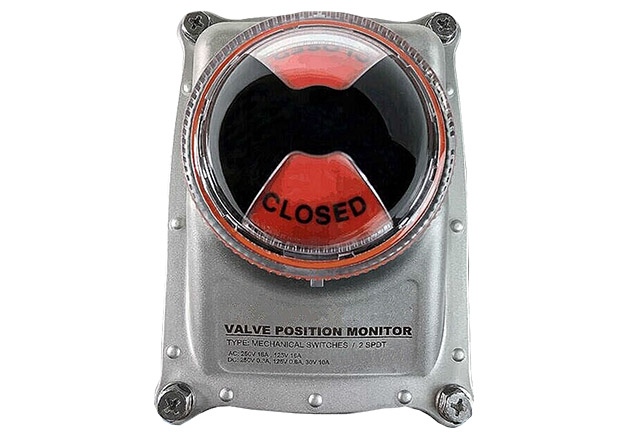 CLOSED
CLOSED
VALVE POSITION MONITOR
TYPE: MECHANICAL SWITCHES / 2 SPDT
AC: 250V 16A, 125V 16A
DC: 250V 0.3A, 125V 0.6A, 30V 10A